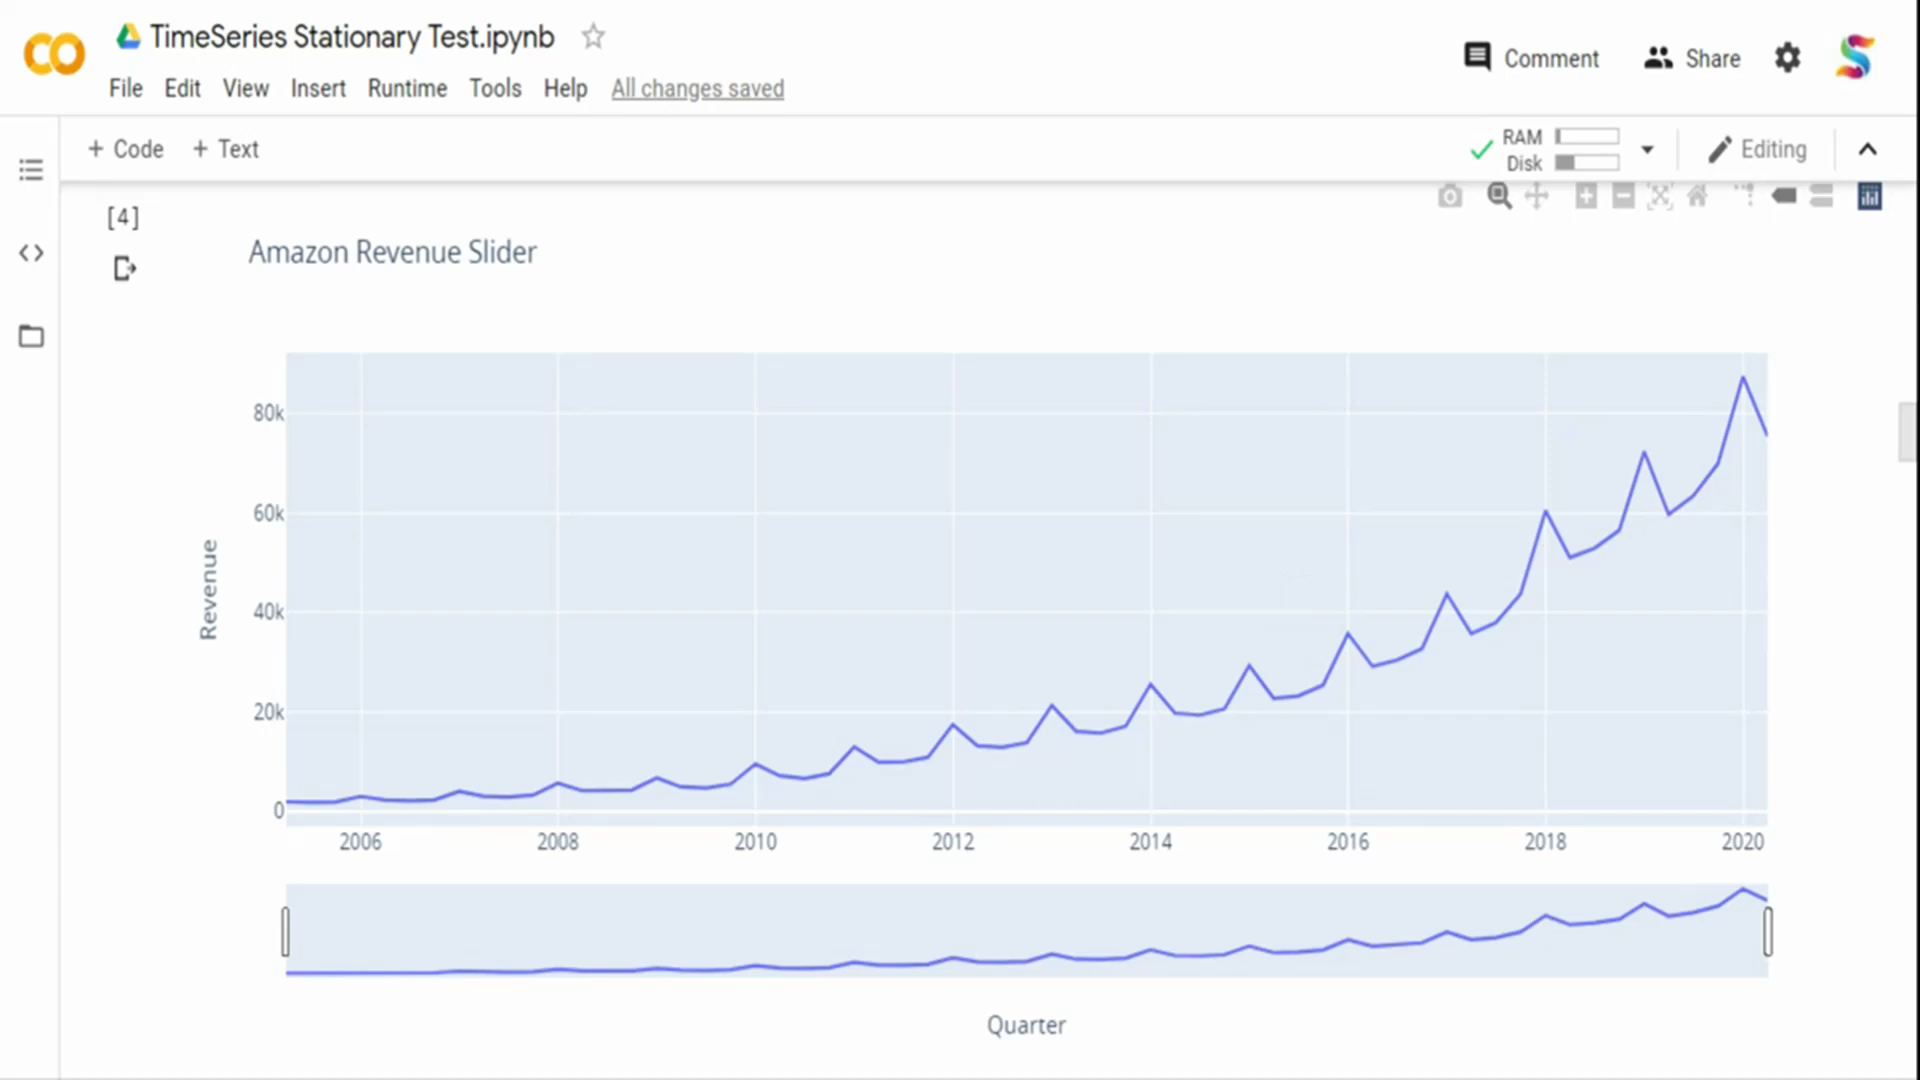 TimeSeries Stationary Test.ipynb
File Edit View Insert Runtime Tools Help All changes saved
Comment Share
+ Code + Text
RAM
Disk
Editing
[4]
Amazon Revenue Slider
80k
60k
40k
20k
0
Revenue
2006 2008 2010 2012 2014 2016 2018 2020
Quarter